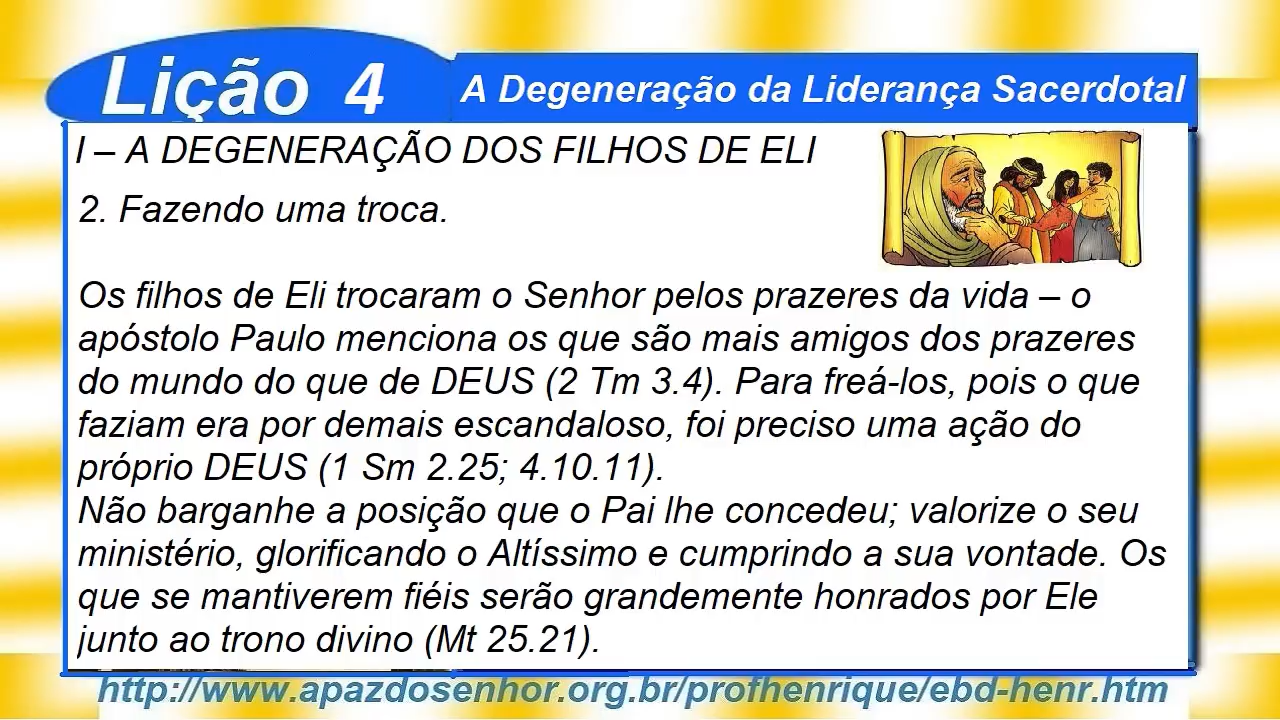 Lição 4
A Degeneração da Liderança Sacerdotal
I – A DEGENERAÇÃO DOS FILHOS DE ELI
2. Fazendo uma troca.
Os filhos de Eli trocaram o Senhor pelos prazeres da vida – o
apóstolo Paulo menciona os que são mais amigos dos prazeres
do mundo do que de DEUS (2 Tm 3.4). Para freá-los, pois o que
faziam era por demais escandaloso, foi preciso uma ação do
próprio DEUS (1 Sm 2.25; 4.10.11).
Não barganhe a posição que o Pai lhe concedeu; valorize o seu
ministério, glorificando o Altíssimo e cumprindo a sua vontade. Os
que se mantiverem fiéis serão grandemente honrados por Ele
junto ao trono divino (Mt 25.21).
http://www.apazdosenhor.org.br/profhenrique/ebd-henr.htm